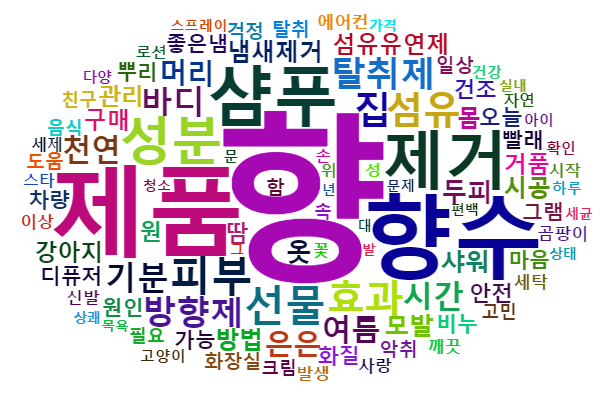 스프레이 에어컨 가격
좋은냄 걱정 탈취 섬유유연제
로션 냄새제거 일상
다양 뿌리 머리 샴푸 탈취제 건강
친구 관리 바디 집 섬유 건조 실내
음식 구매 성분 몸 오늘 자연
세제 천연 향 제거 빨래 아이
도움 문 손 위 성 거품 확인
스타 제품 두피 시공 시작
차량 청소 함 년 문제 하루
이상 원 땀 그 옷 속 꽃 대 편백 그램 세균
강아지 발 향수 곰팡이
디퓨저 기분 피부 샤워 마음 상태
신발 원인 방향제 선물 효과 시간 안전 세탁
상쾌 목욕 필요 가능 방법 은은 여름 모발 비누 고민
고양이 화장실 크림 화질 악취 깨끗
발생 사랑